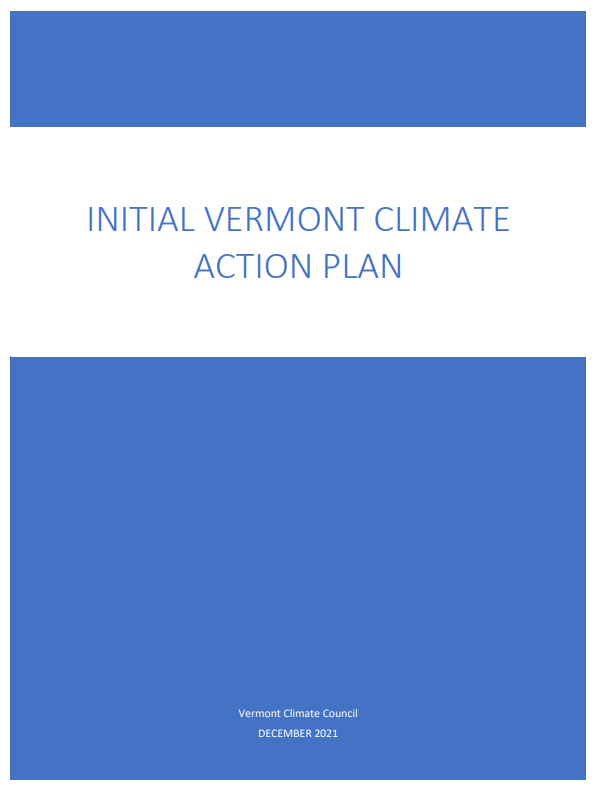 INITIAL VERMONT CLIMATE
ACTION PLAN
Vermont Climate Council
DECEMBER 2021